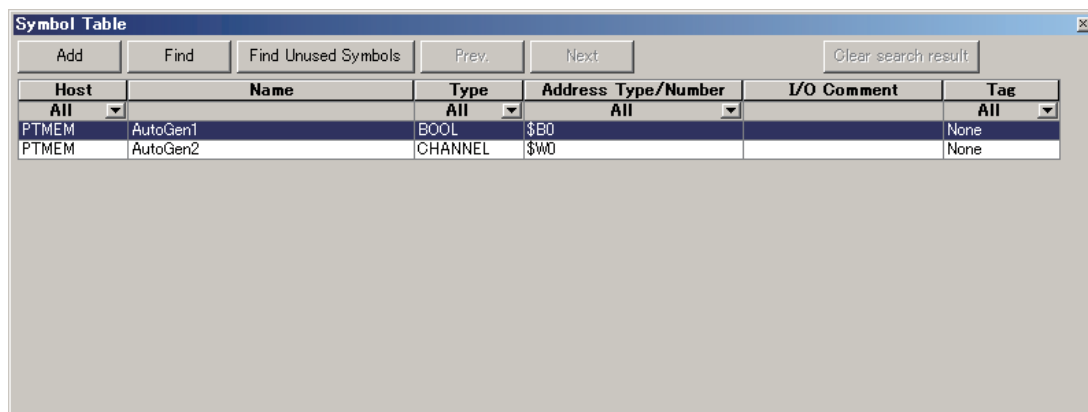 Symbol Table
Add Find Find Unused Symbols Prev. Next Clear search result
Host Name Type Address Type/Number I/O Comment Tag
All All All All
PTMEM AutoGen1 BOOL $B0 None
PTMEM AutoGen2 CHANNEL $W0 None